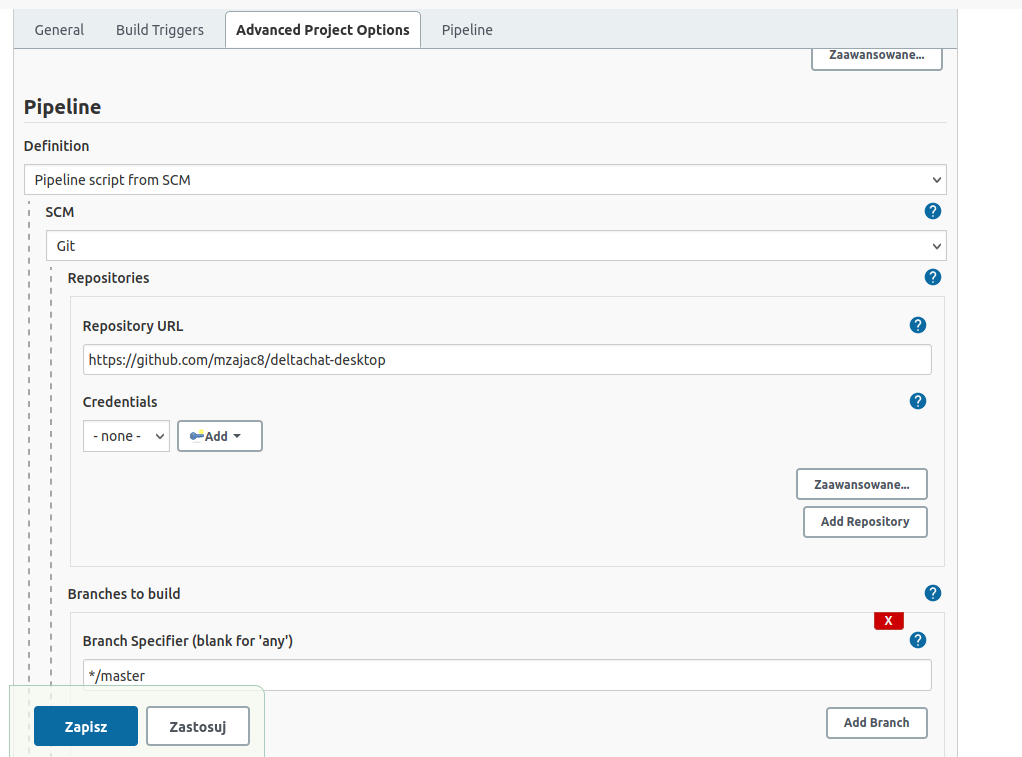 General Build Triggers Advanced Project Options Pipeline
Zaawansowane...
Pipeline
Definition
Pipeline script from SCM
SCM
?
Git
Repositories
?
Repository URL
?
https://github.com/mzajac8/deltachat-desktop
Credentials
?
- none - Add
Zaawansowane...
Add Repository
Branches to build
?
X
Branch Specifier (blank for 'any')
?
*/master
Zapisz Zastosuj Add Branch